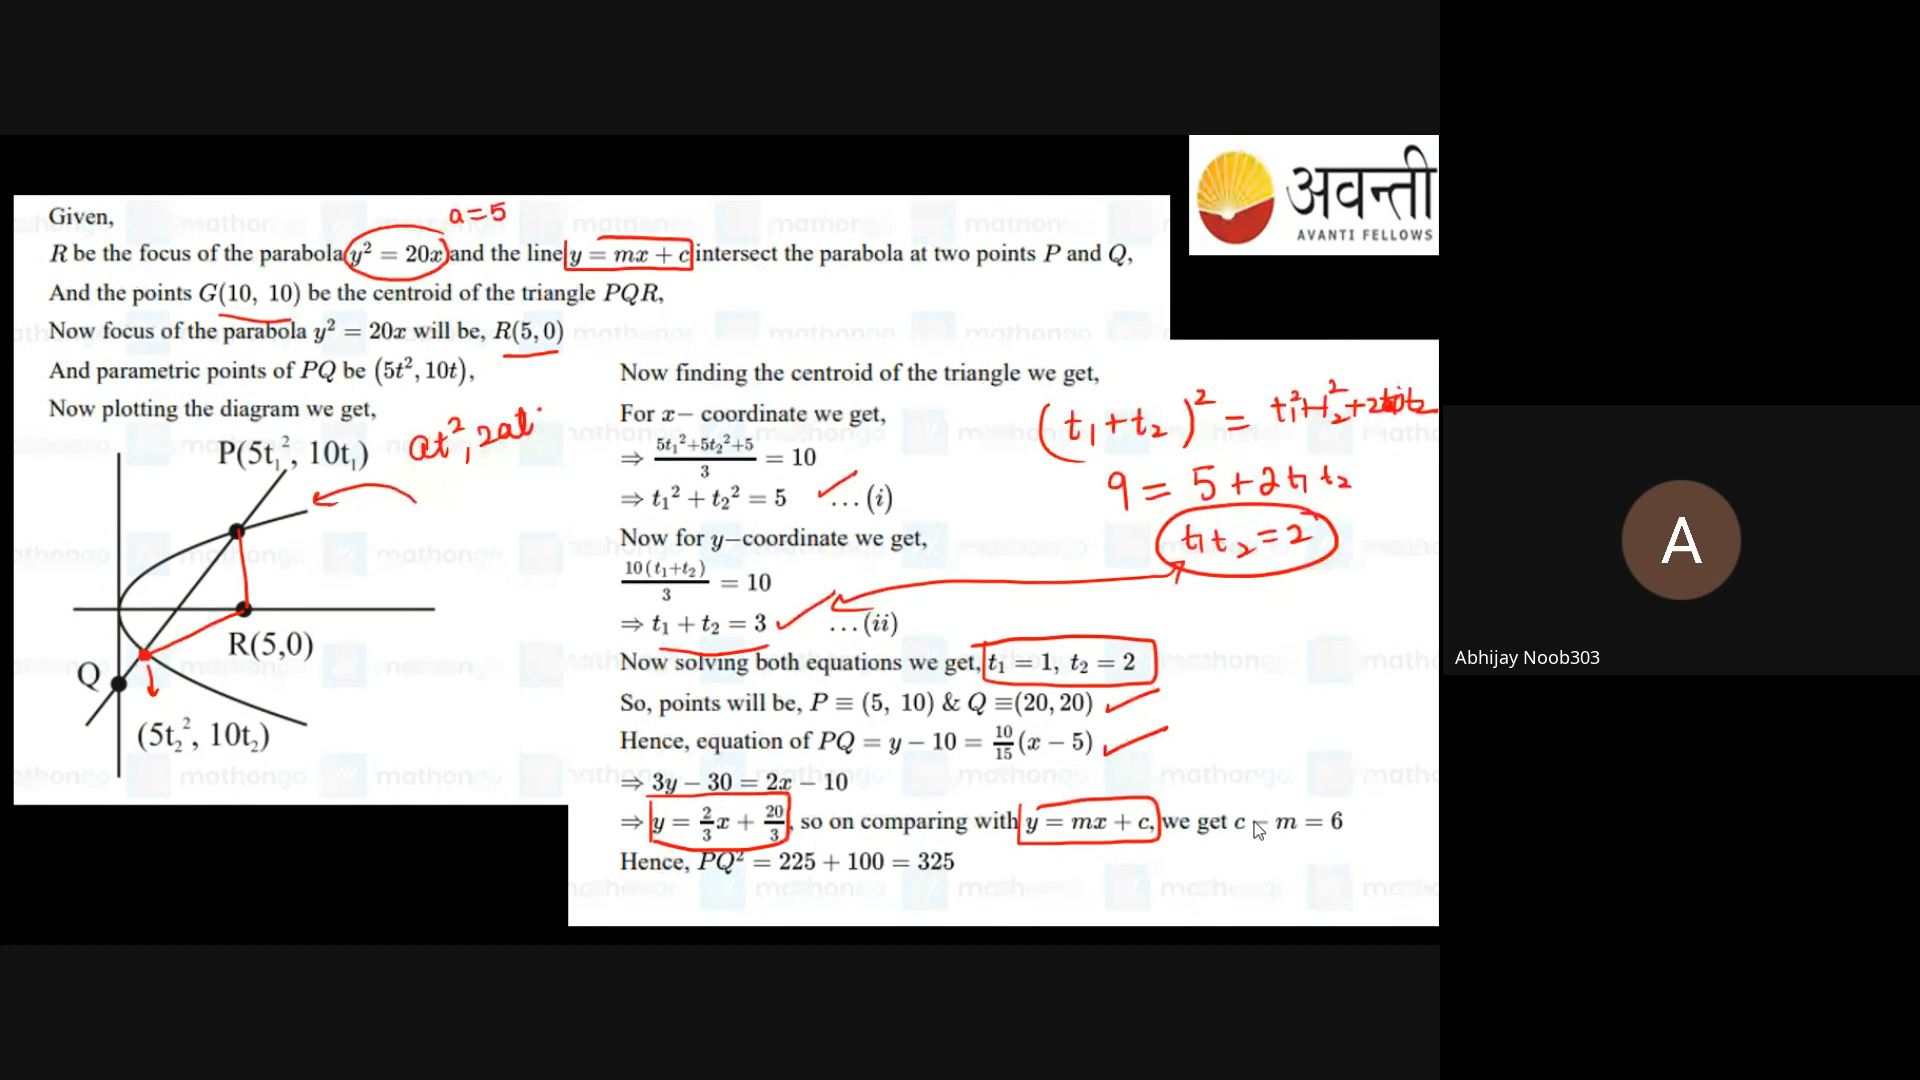 अवन्ती
AVANTI FELLOWS
Given,
a=5
R be the focus of the parabola y² = 20x and the line y = mx + c intersect the parabola at two points P and Q,
And the points G(10, 10) be the centroid of the triangle PQR,
Now focus of the parabola y² = 20x will be, R(5, 0)
And parametric points of PQ be (5t², 10t),
Now plotting the diagram we get,
P(5t₁², 10t₁)
at², 2at
R(5,0)
Q
(5t₂², 10t₂)
Now finding the centroid of the triangle we get,
For x− coordinate we get,
⇒ (5t₁²+5t₂²+5)/3 = 10
⇒ t₁² + t₂² = 5 …(i)
Now for y−coordinate we get,
10(t₁+t₂)/3 = 10
⇒ t₁ + t₂ = 3 …(ii)
Now solving both equations we get, t₁ = 1, t₂ = 2
So, points will be, P ≡ (5, 10) & Q ≡(20, 20)
Hence, equation of PQ = y − 10 = 10/15 (x − 5)
⇒ 3y − 30 = 2x − 10
⇒ y = 2/3 x + 20/3, so on comparing with y = mx + c, we get c − m = 6
Hence, PQ² = 225 + 100 = 325
(t₁+t₂)² = t₁²+t₂²+2t₁t₂
9 = 5+2t₁t₂
t₁t₂=2
A
Abhijay Noob303
mathongo